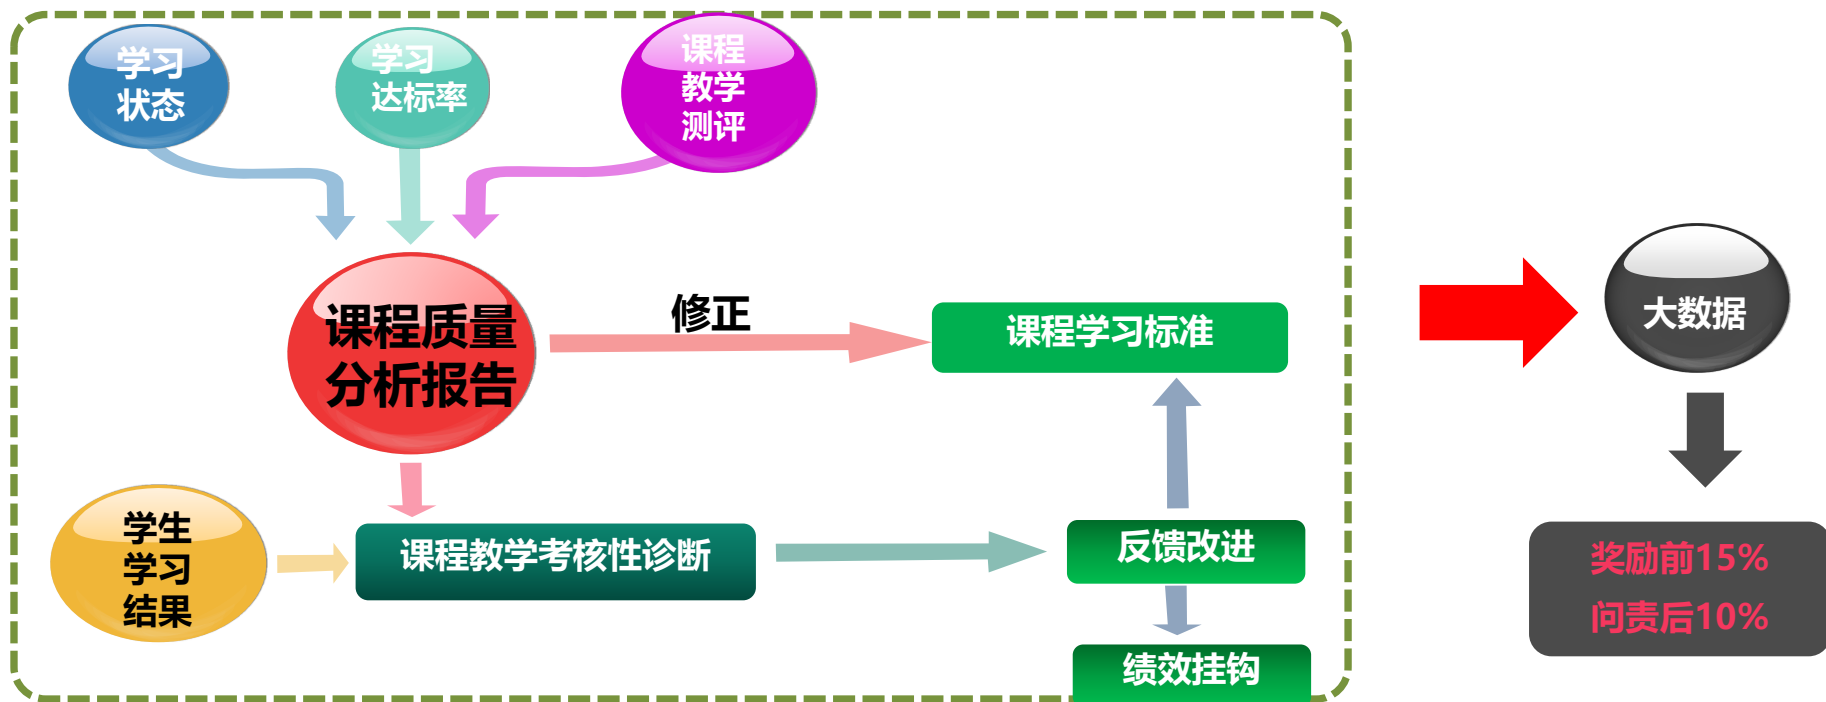 学习
状态
学习
达标率
课程
教学
测评
课程质量
分析报告
修正
课程学习标准
大数据
学生
学习
结果
课程教学考核性诊断
反馈改进
绩效挂钩
奖励前15%
问责后10%